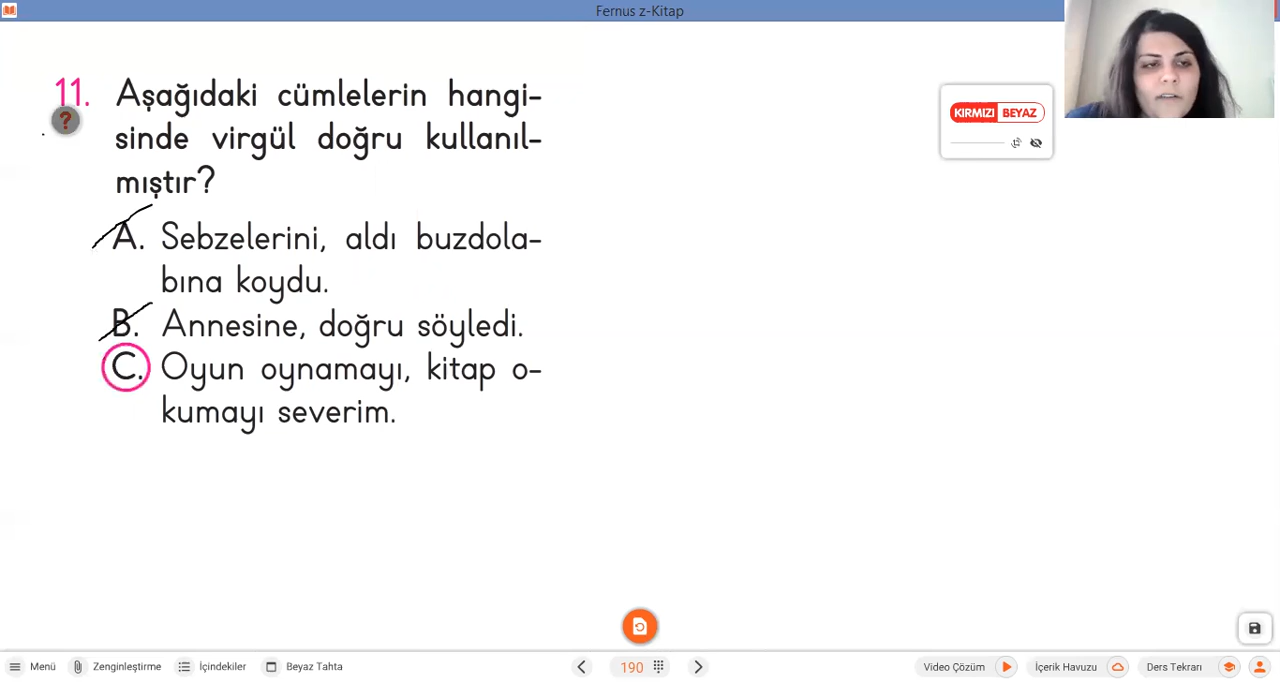 Fernus z-Kitap
11. Aşağıdaki cümlelerin hangi-
sinde virgül doğru kullanıl-
mıştır?
A. Sebzelerini, aldı buzdola-
bına koydu.
B. Annesine, doğru söyledi.
C. Oyun oynamayı, kitap o-
kumayı severim.
?
KIRMIZI BEYAZ
Menü Zenginleştirme İçindekiler Beyaz Tahta 190 Video Çözüm İçerik Havuzu Ders Tekrarı